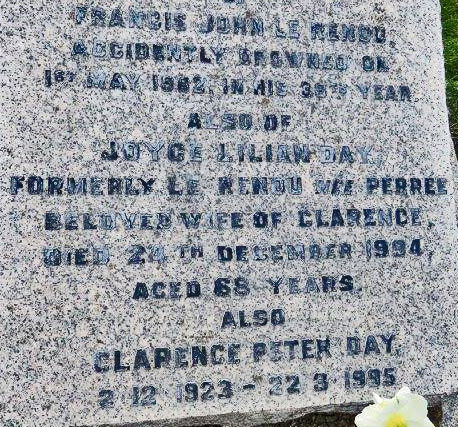 FRANCIS JOHN LE RENDU,
ACCIDENTLY DROWNED ON
1ST MAY 1962, IN HIS 39TH YEAR
ALSO OF
JOYCE LILIAN DAY,
FORMERLY LE RENDU NÉE PERRÉE
BELOVED WIFE OF CLARENCE,
DIED 24TH DECEMBER 1994,
AGED 68 YEARS.
ALSO
CLARENCE PETER DAY,
2 12 1923 - 22 3 1995